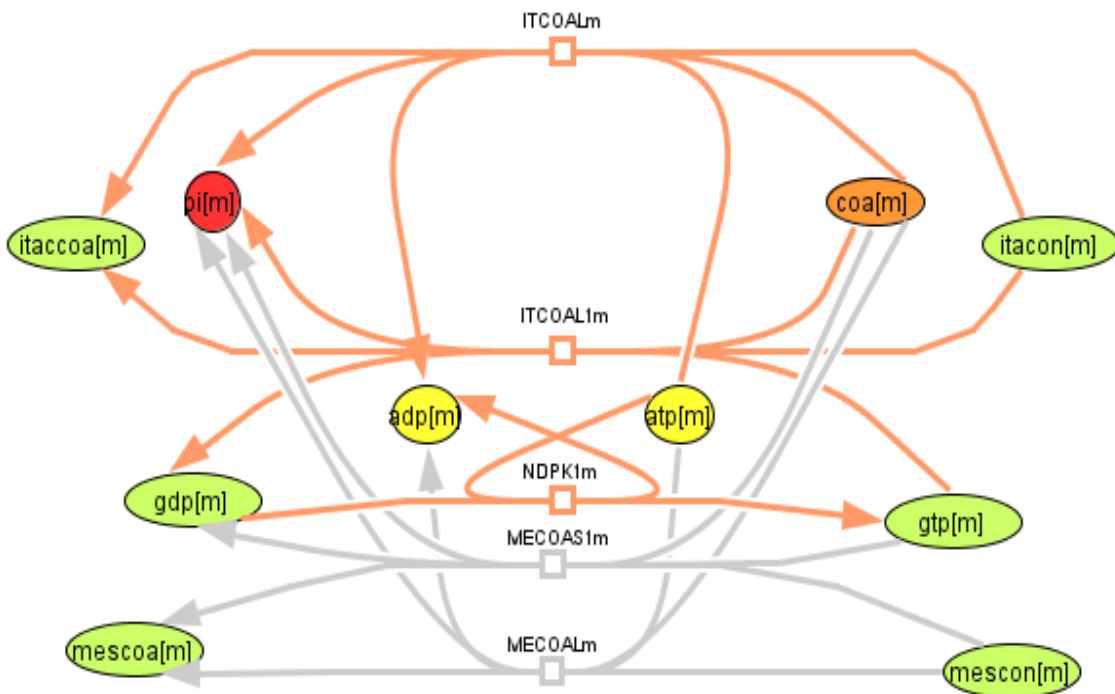 ITCOALm
pi[m]
coa[m]
itaccoa[m]
itacon[m]
ITCOAL1m
adp[m]
atp[m]
NDPK1m
gdp[m]
gtp[m]
MECOAS1m
mescoa[m]
MECOALm
mescon[m]